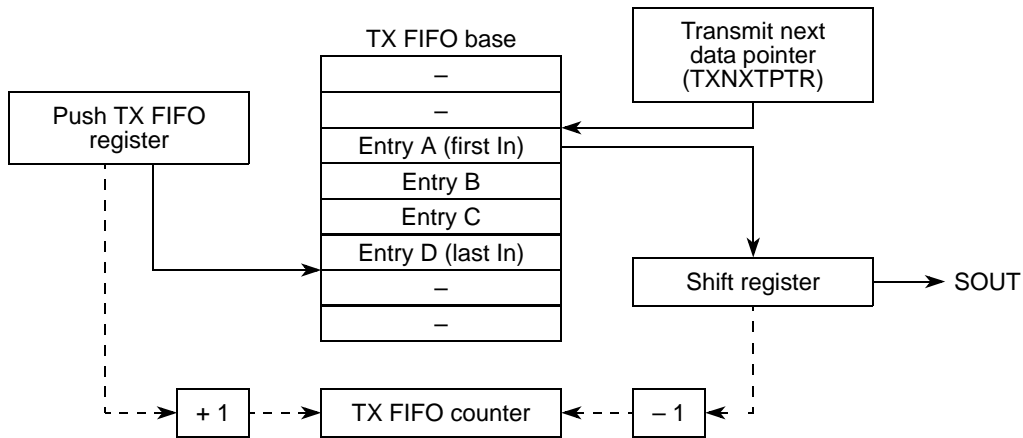 TX FIFO base
–
–
Entry A (first In)
Entry B
Entry C
Entry D (last In)
–
–
Transmit next
data pointer
(TXNXTPTR)
Push TX FIFO
register
Shift register
SOUT
+ 1
TX FIFO counter
– 1